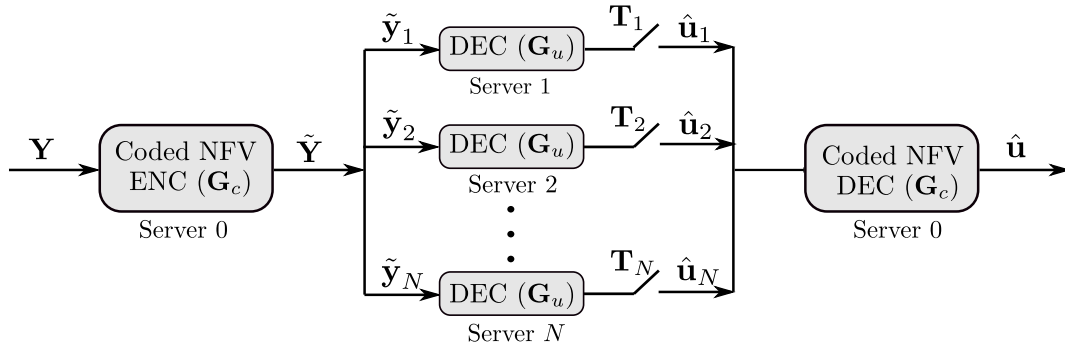 Y
Coded NFV
ENC (G_c)
Server 0
Ỹ
ỹ_1
DEC (G_u)
Server 1
T_1
û_1
ỹ_2
DEC (G_u)
Server 2
T_2
û_2
ỹ_N
DEC (G_u)
Server N
T_N
û_N
Coded NFV
DEC (G_c)
Server 0
û